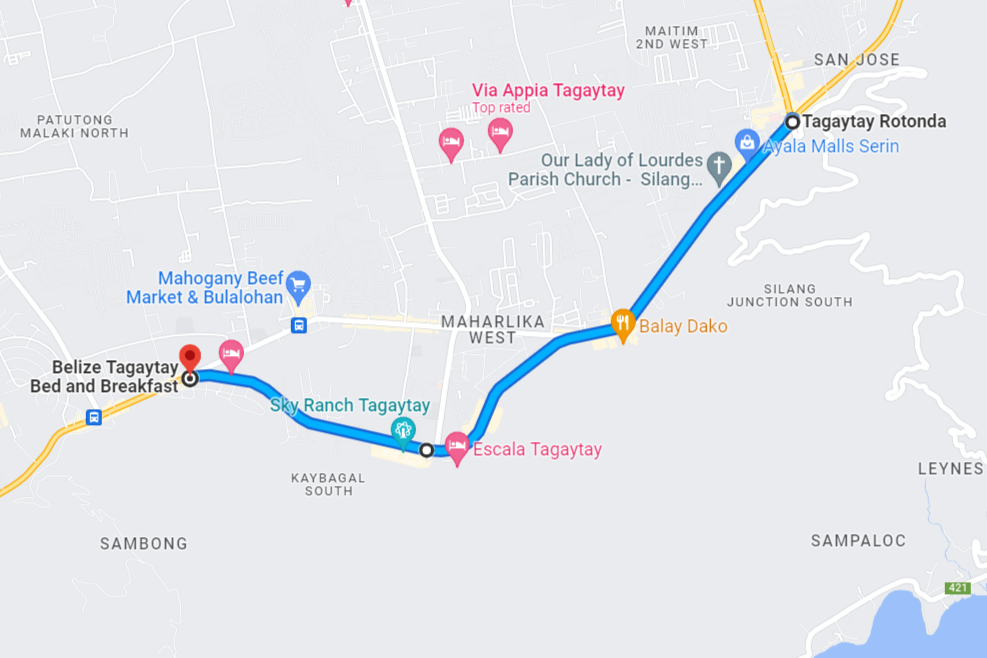 MAITIM
2ND WEST
SAN JOSE
Via Appia Tagaytay
Top rated
PATUTONG
MALAKI NORTH
Tagaytay Rotonda
Ayala Malls Serin
Our Lady of Lourdes
Parish Church - Silang...
Mahogany Beef
Market & Bulalohan
SILANG
JUNCTION SOUTH
MAHARLIKA
WEST
Balay Dako
Belize Tagaytay
Bed and Breakfast
Sky Ranch Tagaytay
Escala Tagaytay
KAYBAGAL
SOUTH
LEYNES
SAMBONG
SAMPALOC
421